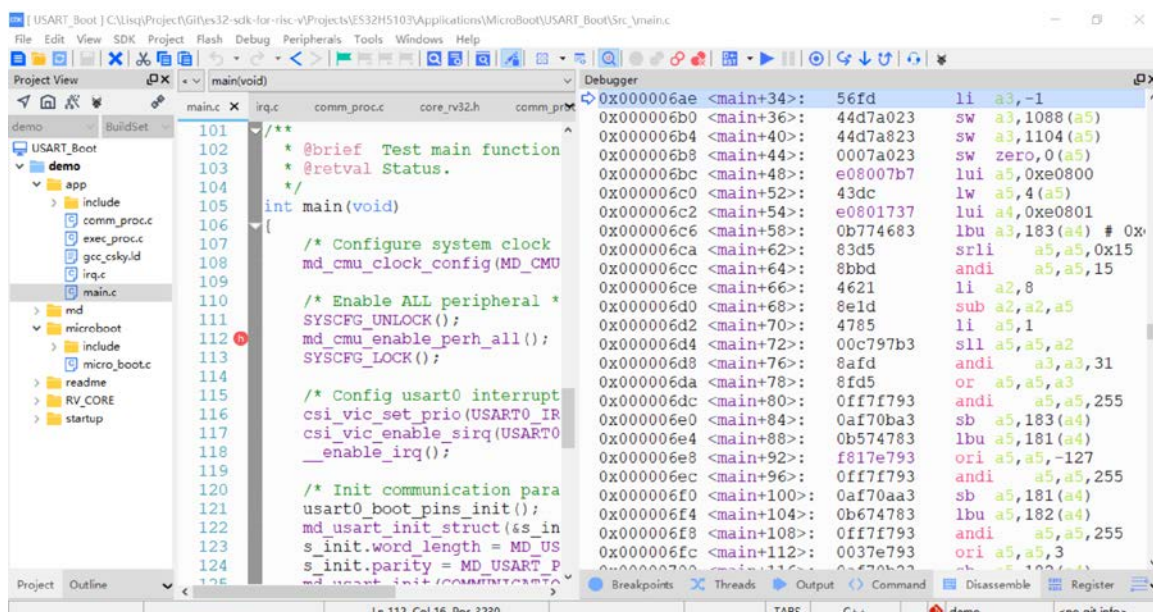 [ USART_Boot ] C:\Lisq\Project\Git\es32-sdk-for-risc-v\Projects\ES32H5103\Applications\MicroBoot\USART_Boot\Src_\main.c
File Edit View SDK Project Flash Debug Peripherals Tools Windows Help
Project View
demo BuildSet
USART_Boot
demo
app
include
comm_proc.c
exec_proc.c
gcc_csky.ld
irq.c
main.c
md
microboot
include
micro_boot.c
readme
RV_CORE
startup
Project Outline
main(void)
main.c irq.c comm_proc.c core_rv32.h
101 /**
102 * @brief Test main function
103 * @retval Status.
104 */
105 int main(void)
106 {
107 /* Configure system clock
108 md_cmu_clock_config(MD_CMU
109
110 /* Enable ALL peripheral *
111 SYSCFG_UNLOCK();
112 md_cmu_enable_perh_all();
113 SYSCFG_LOCK();
114
115 /* Config usart0 interrupt
116 csi_vic_set_prio(USART0_IR
117 csi_vic_enable_sirq(USART0
118 __enable_irq();
119
120 /* Init communication para
121 usart0_boot_pins_init();
122 md_usart_init_struct(&s_in
123 s_init.word_length = MD_US
124 s_init.parity = MD_USART_P
125
Debugger
0x000006ae <main+34>: 56fd li a3,-1
0x000006b0 <main+36>: 44d7a023 sw a3,1088(a5)
0x000006b4 <main+40>: 44d7a823 sw a3,1104(a5)
0x000006b8 <main+44>: 0007a023 sw zero,0(a5)
0x000006bc <main+48>: e08007b7 lui a5,0xe0800
0x000006c0 <main+52>: 43dc lw a5,4(a5)
0x000006c2 <main+54>: e0801737 lui a4,0xe0801
0x000006c6 <main+58>: 0b774683 lbu a3,183(a4) # 0x
0x000006ca <main+62>: 83d5 srli a5,a5,0x15
0x000006cc <main+64>: 8bbd andi a5,a5,15
0x000006ce <main+66>: 4621 li a2,8
0x000006d0 <main+68>: 8e1d sub a2,a2,a5
0x000006d2 <main+70>: 4785 li a5,1
0x000006d4 <main+72>: 00c797b3 sll a5,a5,a2
0x000006d8 <main+76>: 8afd andi a3,a3,31
0x000006da <main+78>: 8fd5 or a5,a5,a3
0x000006dc <main+80>: 0ff7f793 andi a5,a5,255
0x000006e0 <main+84>: 0af70ba3 sb a5,183(a4)
0x000006e4 <main+88>: 0b574783 lbu a5,181(a4)
0x000006e8 <main+92>: f817e793 ori a5,a5,-127
0x000006ec <main+96>: 0ff7f793 andi a5,a5,255
0x000006f0 <main+100>: 0af70aa3 sb a5,181(a4)
0x000006f4 <main+104>: 0b674783 lbu a5,182(a4)
0x000006f8 <main+108>: 0ff7f793 andi a5,a5,255
0x000006fc <main+112>: 0037e793 ori a5,a5,3
Breakpoints Threads Output Command Disassemble Register
Ln 112 Col 16 Pos 3230 TABS C++ demo <no git info>